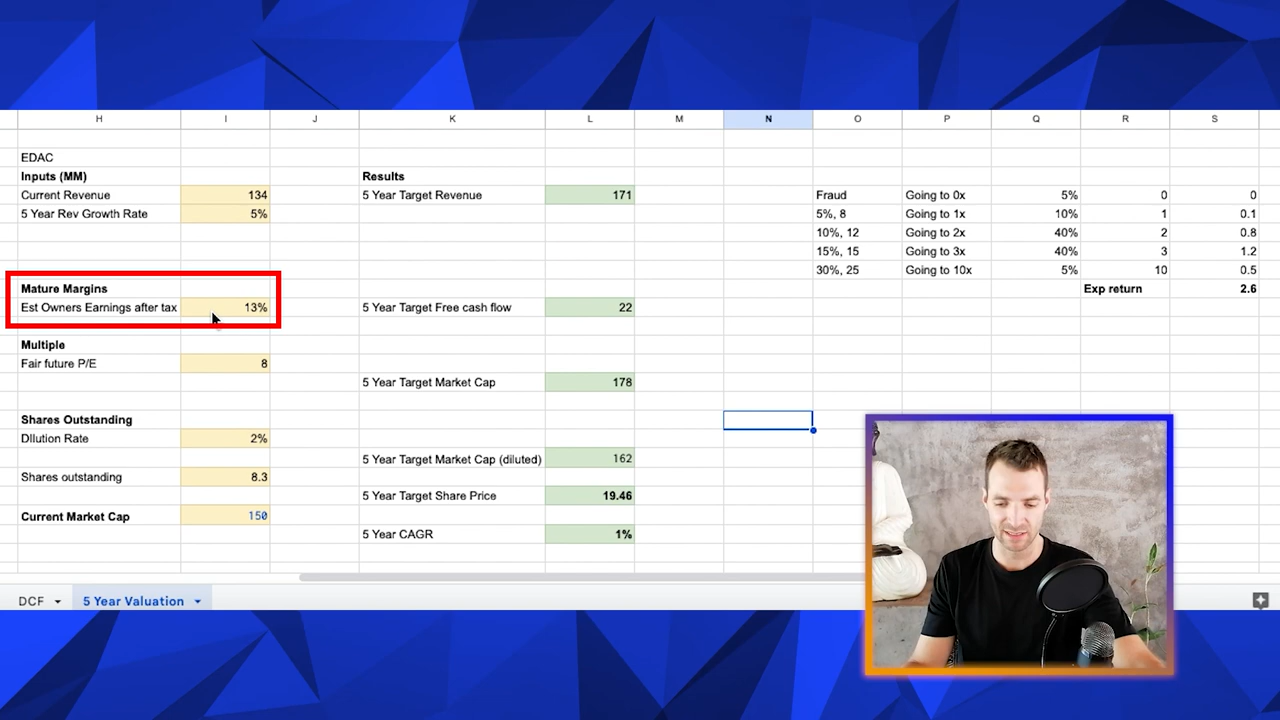 H I J K L M N O P Q R S
EDAC
Inputs (MM) Results
Current Revenue 134 5 Year Target Revenue 171 Fraud Going to 0x 5% 0 0
5 Year Rev Growth Rate 5% 5%, 8 Going to 1x 10% 1 0.1
10%, 12 Going to 2x 40% 2 0.8
15%, 15 Going to 3x 40% 3 1.2
30%, 25 Going to 10x 5% 10 0.5
Mature Margins Exp return 2.6
Est Owners Earnings after tax 13% 5 Year Target Free cash flow 22
Multiple
Fair future P/E 8
5 Year Target Market Cap 178
Shares Outstanding
DIlution Rate 2%
5 Year Target Market Cap (diluted) 162
Shares outstanding 8.3
5 Year Target Share Price 19.46
Current Market Cap 150
5 Year CAGR 1%
DCF 5 Year Valuation